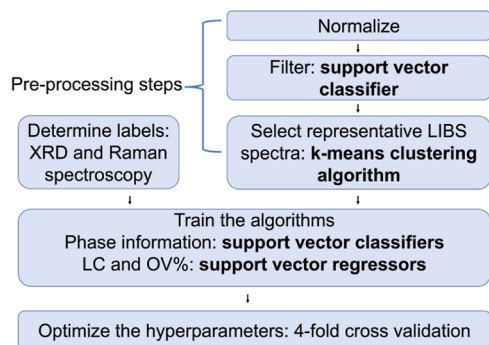 Normalize
Pre-processing steps
Filter: support vector
classifier
Determine labels:
XRD and Raman
spectroscopy
Select representative LIBS
spectra: k-means clustering
algorithm
Train the algorithms
Phase information: support vector classifiers
LC and OV%: support vector regressors
Optimize the hyperparameters: 4-fold cross validation